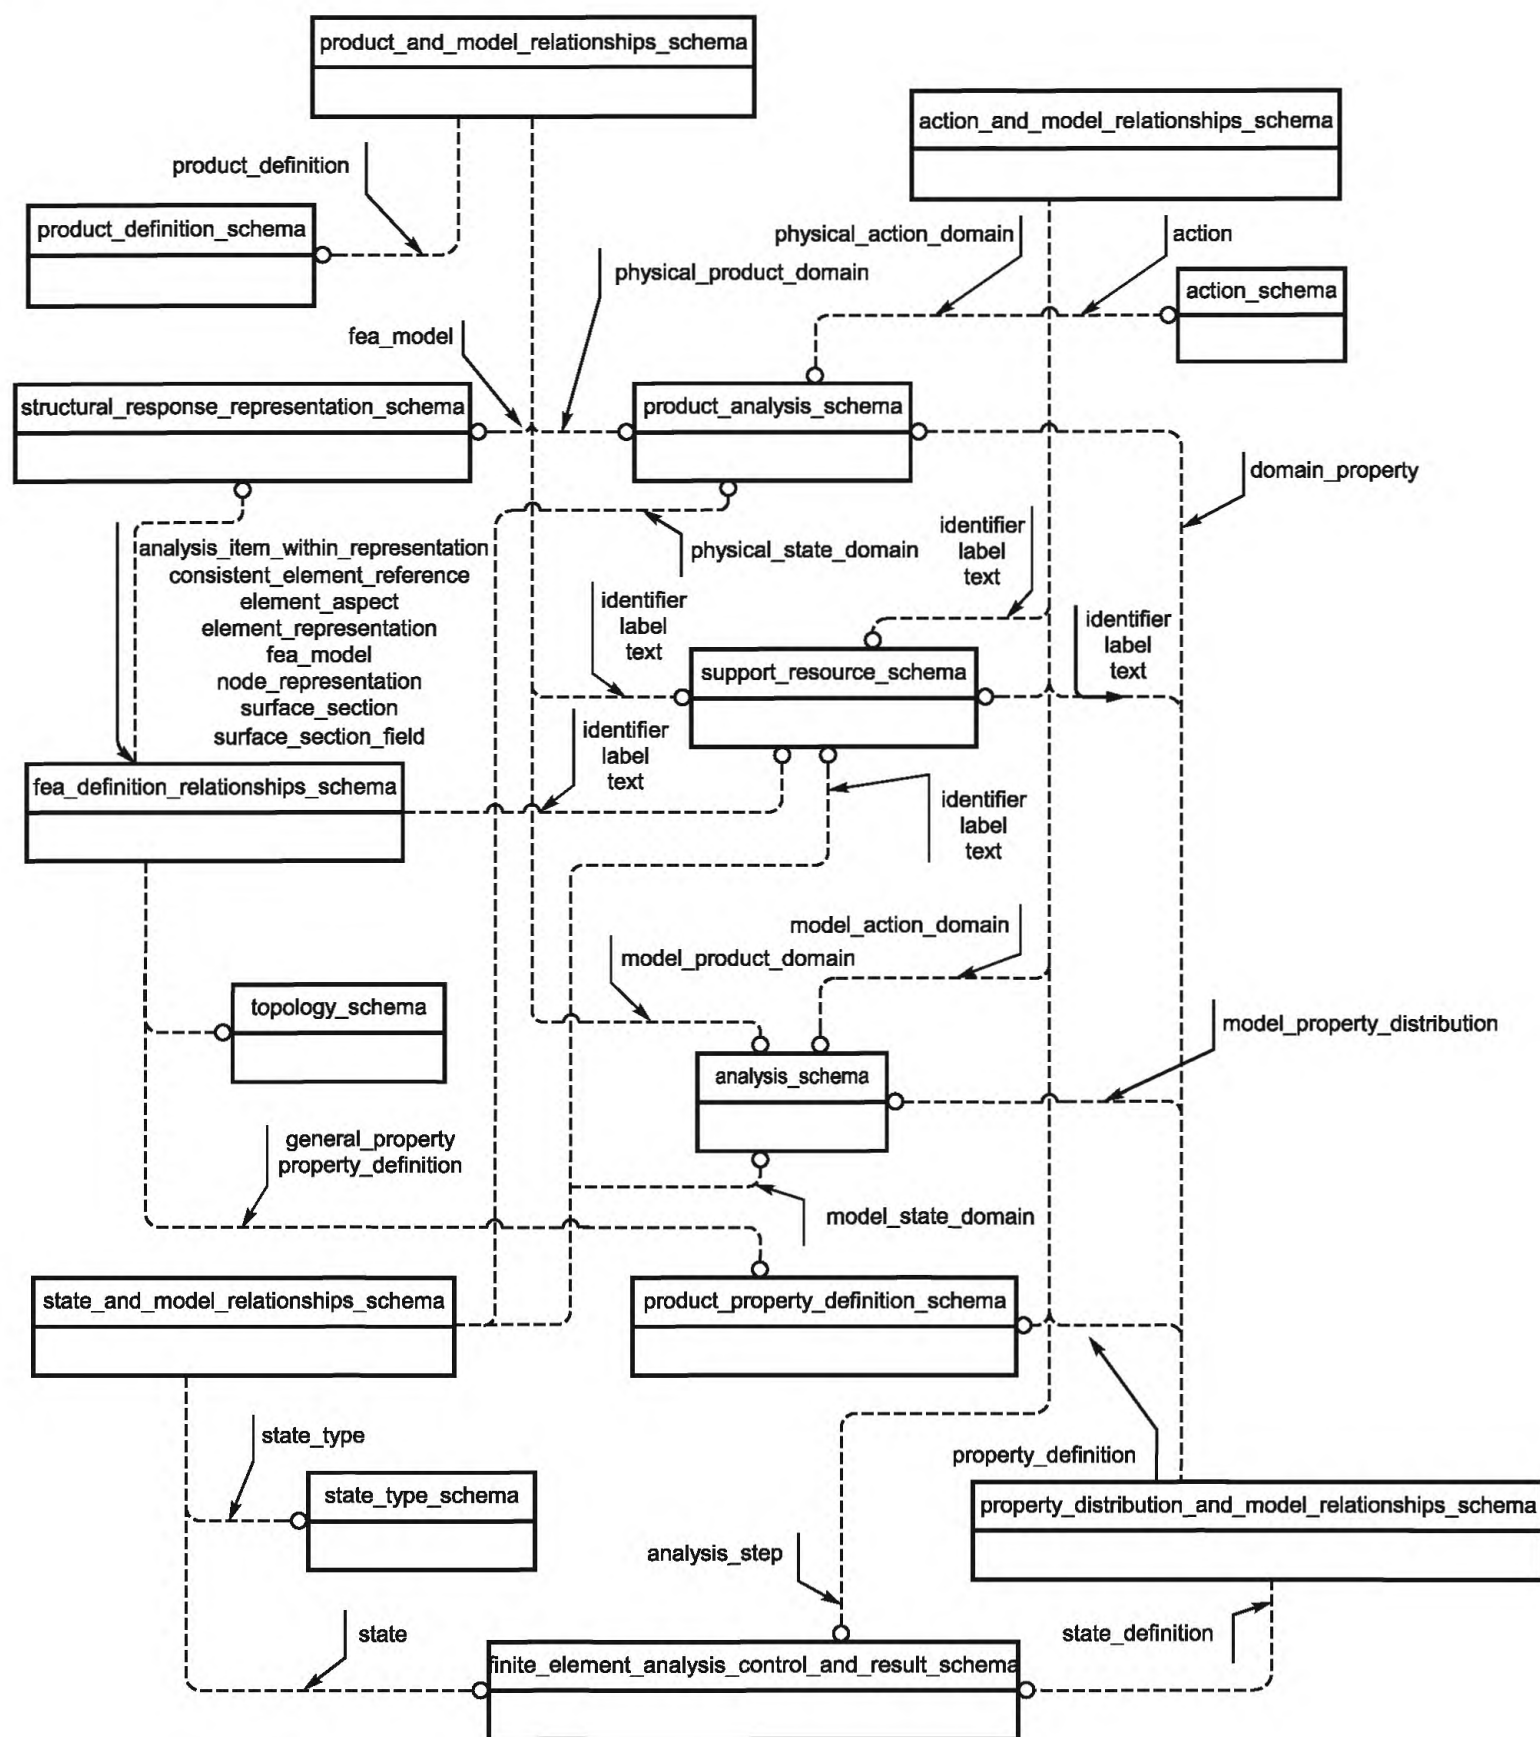 product_and_model_relationships_schema
action_and_model_relationships_schema
product_definition
product_definition_schema
physical_action_domain
action
physical_product_domain
action_schema
fea_model
structural_response_representation_schema
product_analysis_schema
domain_property
physical_state_domain
identifier
label
text
analysis_item_within_representation
consistent_element_reference
element_aspect
element_representation
fea_model
node_representation
surface_section
surface_section_field
identifier
label
text
identifier
label
text
support_resource_schema
identifier
label
text
fea_definition_relationships_schema
identifier
label
text
model_action_domain
model_product_domain
topology_schema
model_property_distribution
analysis_schema
general_property
property_definition
model_state_domain
state_and_model_relationships_schema
product_property_definition_schema
state_type
property_definition
state_type_schema
property_distribution_and_model_relationships_schema
analysis_step
state
state_definition
finite_element_analysis_control_and_result_schema